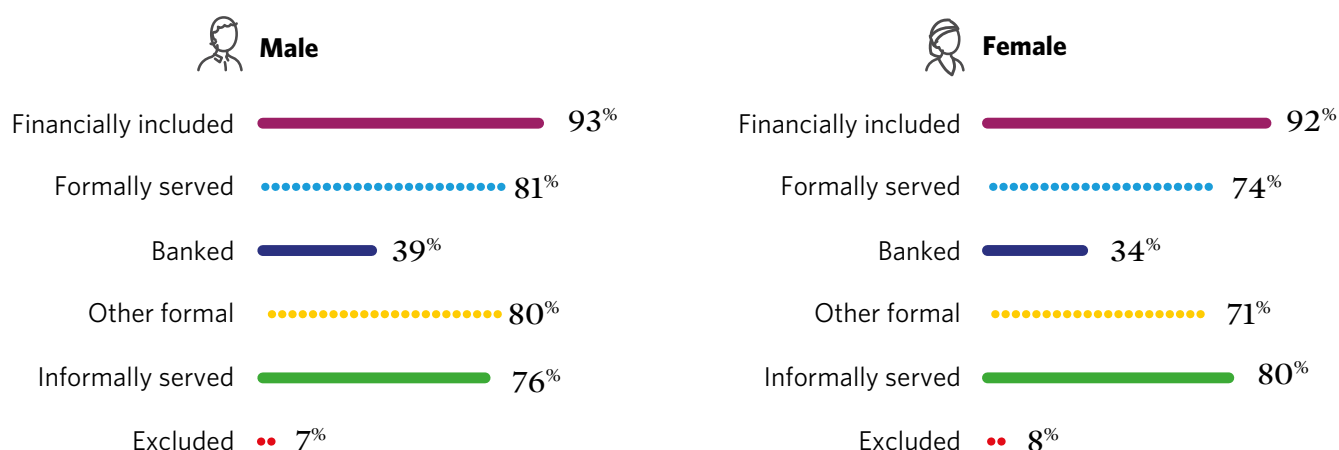 Male
Financially included 93%
Formally served 81%
Banked 39%
Other formal 80%
Informally served 76%
Excluded 7%
Female
Financially included 92%
Formally served 74%
Banked 34%
Other formal 71%
Informally served 80%
Excluded 8%